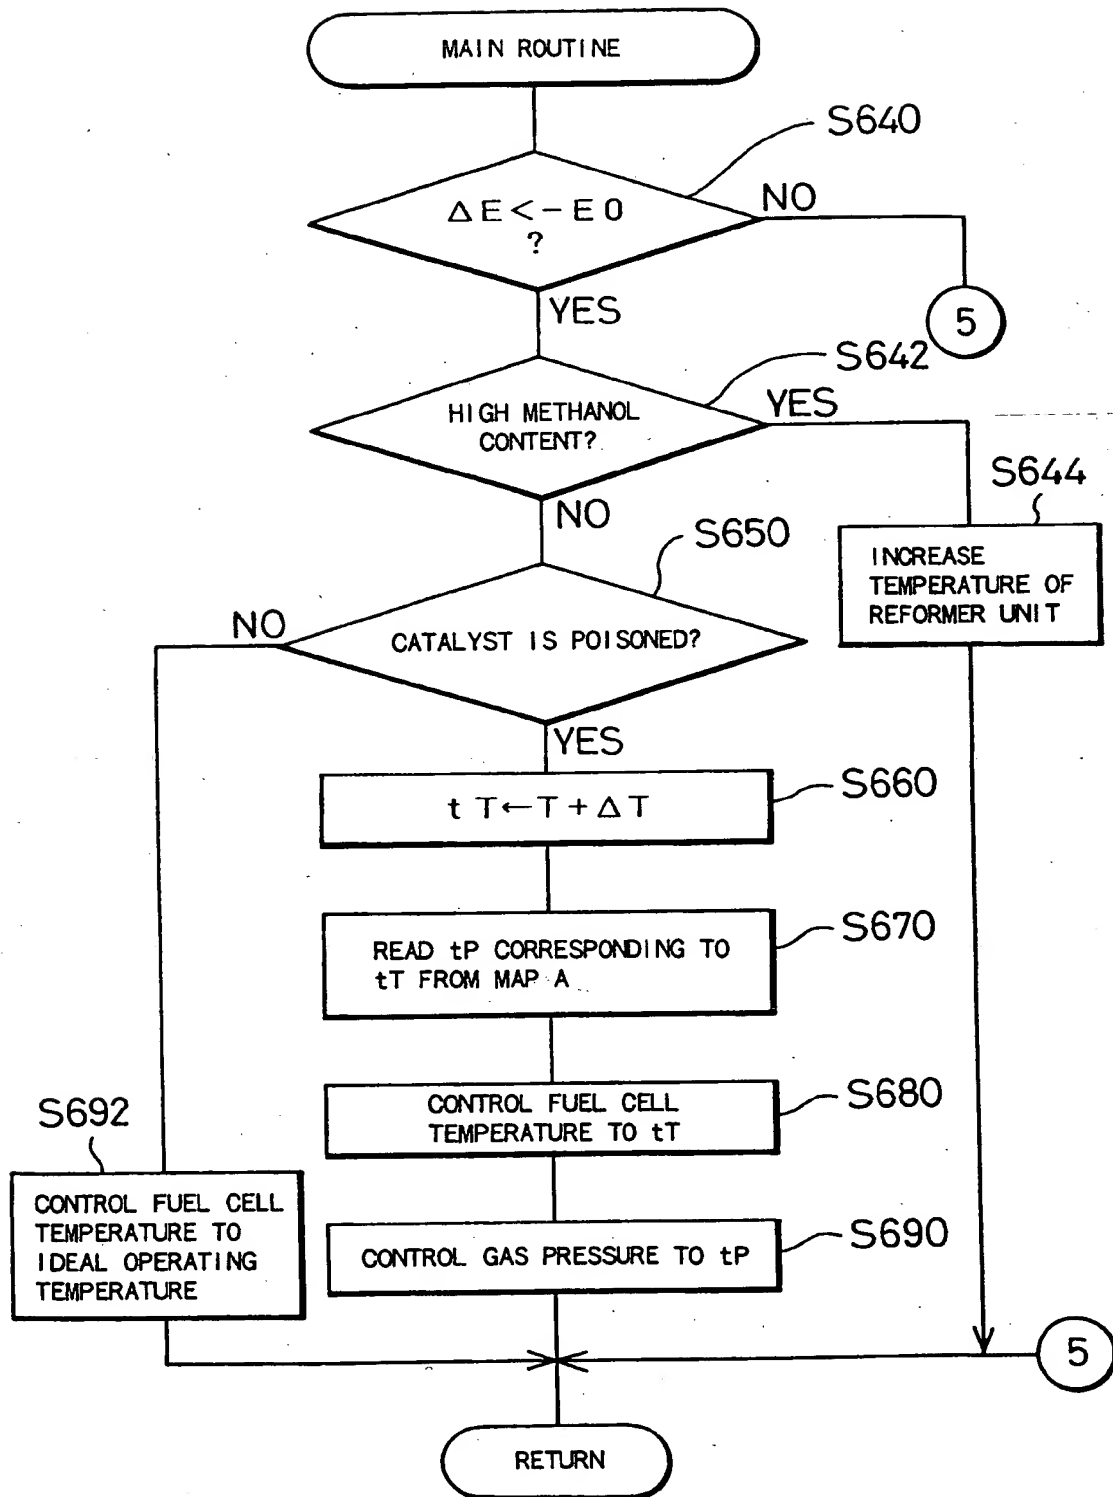 MAIN ROUTINE
S640
ΔE<-E0
?
NO
5
YES
S642
HIGH METHANOL
CONTENT?
YES
S644
NO
INCREASE
TEMPERATURE OF
REFORMER UNIT
S650
NO
CATALYST IS POISONED?
YES
S660
tT←T+ΔT
S670
READ tP CORRESPONDING TO
tT FROM MAP A
S680
CONTROL FUEL CELL
TEMPERATURE TO tT
S692
CONTROL FUEL CELL
TEMPERATURE TO
IDEAL OPERATING
TEMPERATURE
S690
CONTROL GAS PRESSURE TO tP
5
RETURN